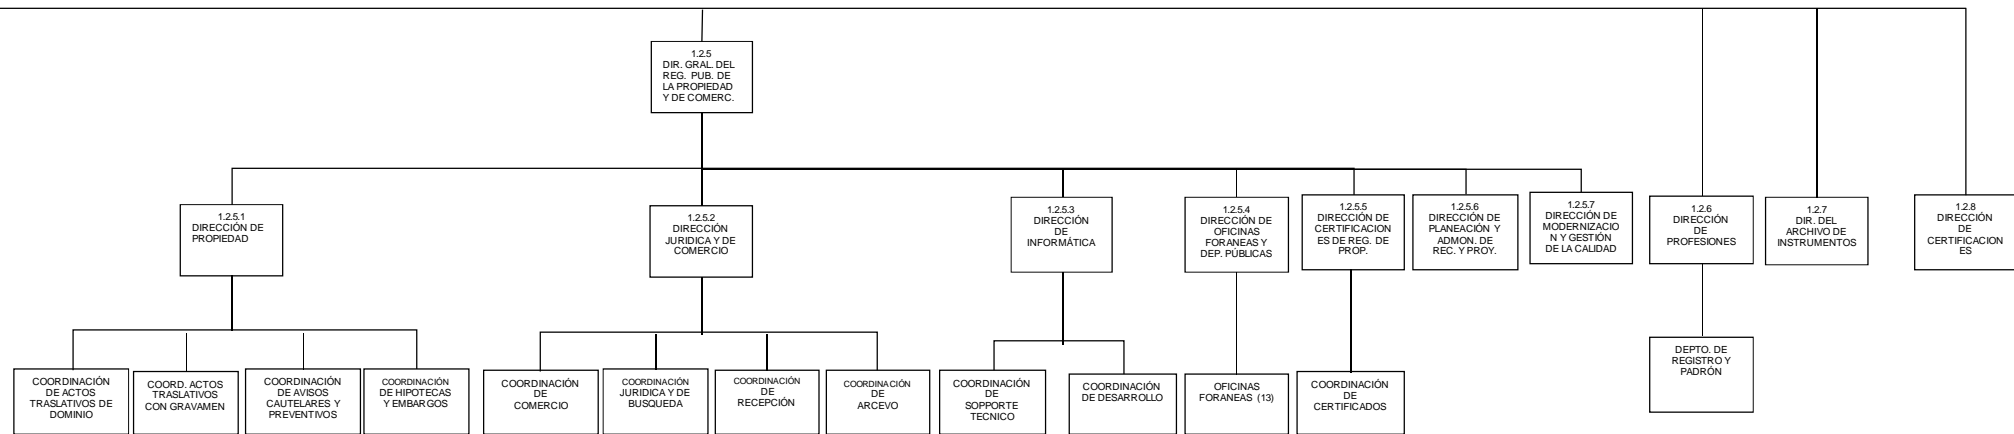 1.2.5
DIR. GRAL. DEL
REG. PUB. DE
LA PROPIEDAD
Y DE COMERC.
1.2.5.1
DIRECCIÓN DE
PROPIEDAD
1.2.5.2
DIRECCIÓN
JURIDICA Y DE
COMERCIO
1.2.5.3
DIRECCIÓN
DE
INFORMÁTICA
1.2.5.4
DIRECCIÓN DE
OFICINAS
FORANEAS Y
DEP. PÚBLICAS
1.2.5.5
DIRECCIÓN DE
CERTIFICACION
ES DE REG. DE
PROP.
1.2.5.6
DIRECCIÓN DE
PLANEACIÓN Y
ADMON. DE
REC. Y PROY.
1.2.5.7
DIRECCIÓN DE
MODERNIZACIO
N Y GESTIÓN
DE LA CALIDAD
1.2.6
DIRECCIÓN
DE
PROFESIONES
1.2.7
DIR. DEL
ARCHIVO DE
INSTRUMENTOS
1.2.8
DIRECCIÓN
DE
CERTIFICACION
ES
COORDINACIÓN
DE ACTOS
TRASLATIVOS DE
DOMINIO
COORD. ACTOS
TRASLATIVOS
CON GRAVAMEN
COORDINACIÓN
DE AVISOS
CAUTELARES Y
PREVENTIVOS
COORDINACIÓN
DE HIPOTECAS
Y EMBARGOS
COORDINACIÓN
DE
COMERCIO
COORDINACIÓN
JURIDICA Y DE
BUSQUEDA
COORDINACIÓN
DE
RECEPCIÓN
COORDINACIÓN
DE
ARCEVO
COORDINACIÓN
DE
SOPPORTE
TECNICO
COORDINACIÓN
DE DESARROLLO
OFICINAS
FORANEAS (13)
COORDINACIÓN
DE
CERTIFICADOS
DEPTO. DE
REGISTRO Y
PADRÓN